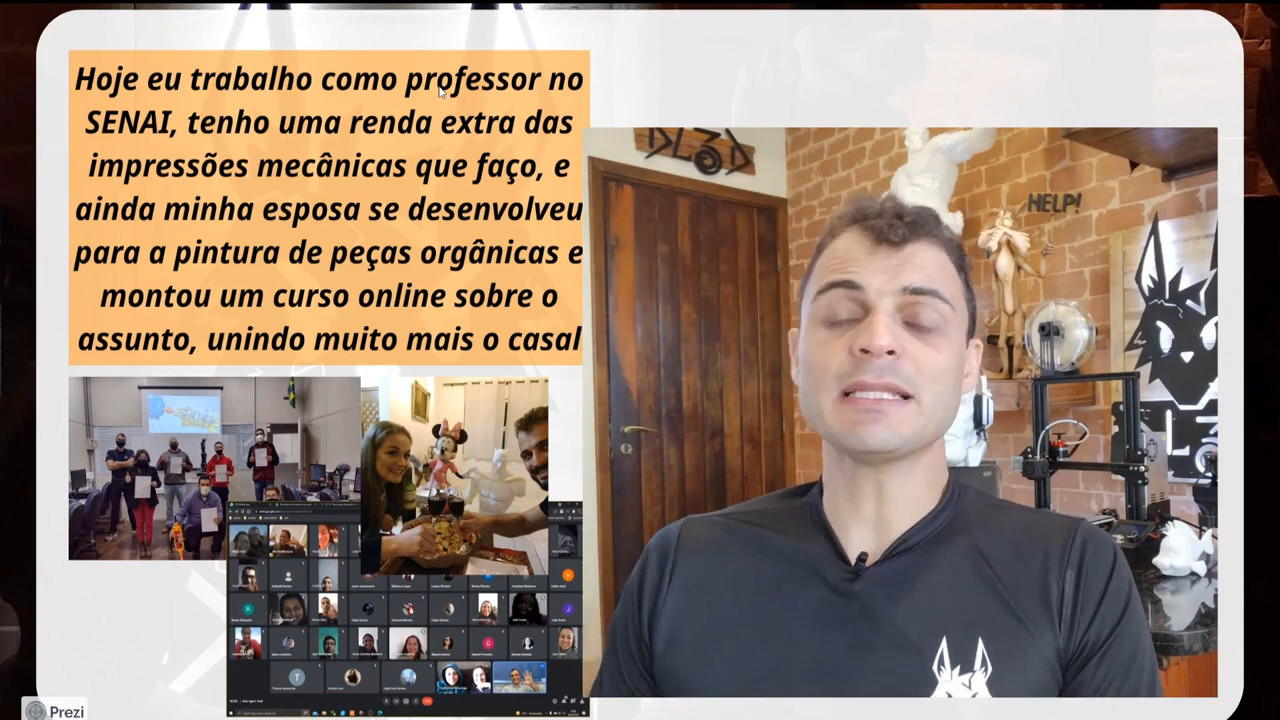 Hoje eu trabalho como professor no
SENAI, tenho uma renda extra das
impressões mecânicas que faço, e
ainda minha esposa se desenvolveu
para a pintura de peças orgânicas e
montou um curso online sobre o
assunto, unindo muito mais o casal
HELP!
Prezi